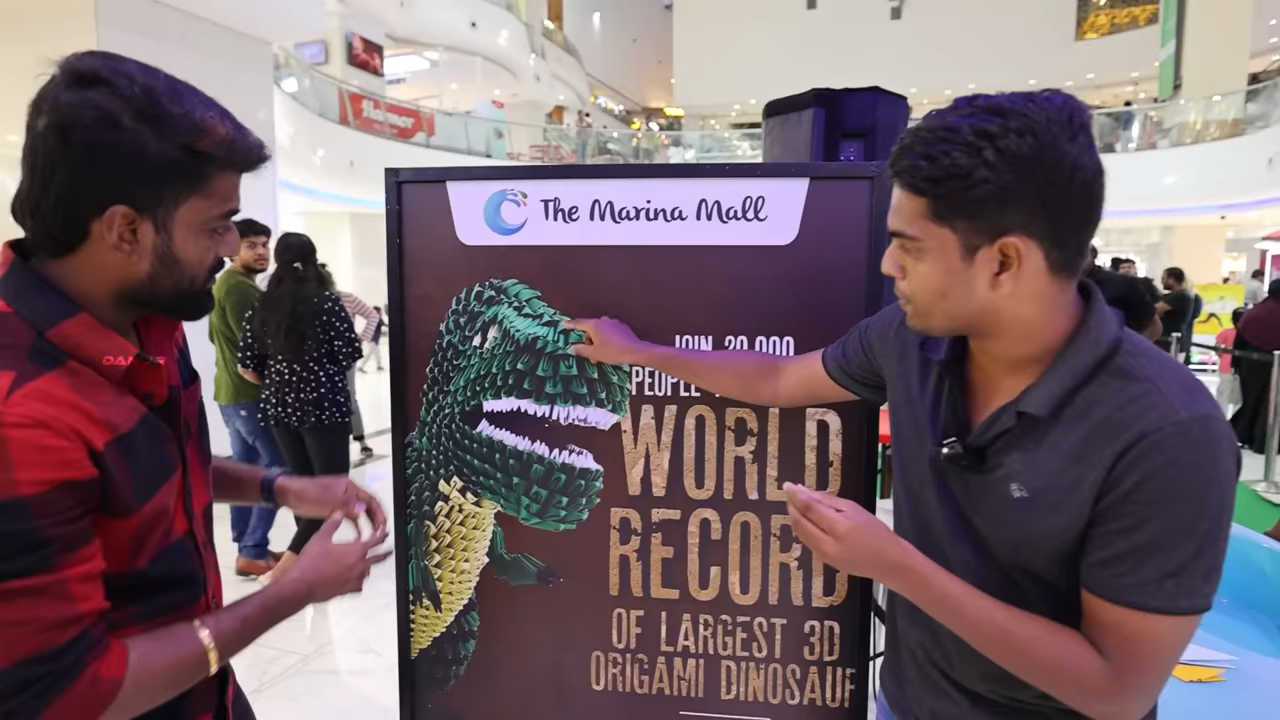 The Marina Mall
JOIN 20,000
PEOPLE
WORLD
RECORD
OF LARGEST 3D
ORIGAMI DINOSAUR